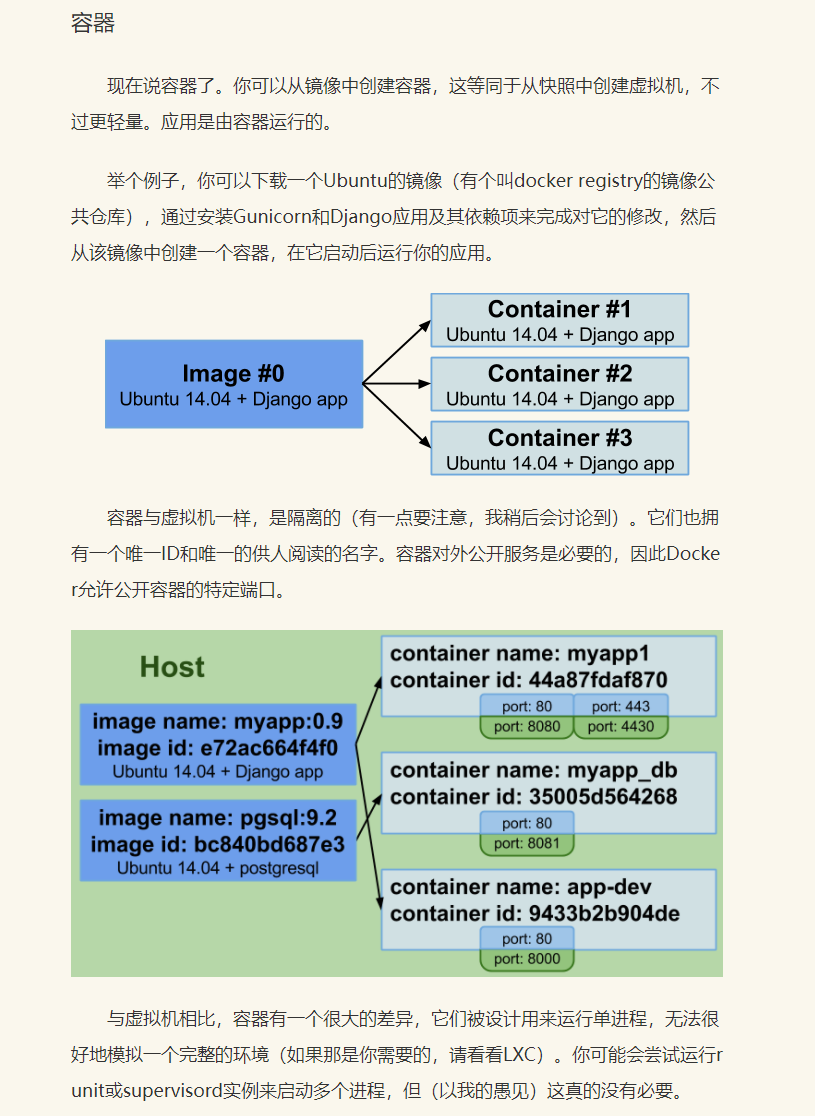 容器
现在说容器了。你可以从镜像中创建容器，这等同于从快照中创建虚拟机，不
过更轻量。应用是由容器运行的。
举个例子，你可以下载一个Ubuntu的镜像（有个叫docker registry的镜像公
共仓库），通过安装Gunicorn和Django应用及其依赖项来完成对它的修改，然后
从该镜像中创建一个容器，在它启动后运行你的应用。
Image #0
Ubuntu 14.04 + Django app
Container #1
Ubuntu 14.04 + Django app
Container #2
Ubuntu 14.04 + Django app
Container #3
Ubuntu 14.04 + Django app
容器与虚拟机一样，是隔离的（有一点要注意，我稍后会讨论到）。它们也拥
有一个唯一ID和唯一的供人阅读的名字。容器对外公开服务是必要的，因此Docke
r允许公开容器的特定端口。
Host
image name: myapp:0.9
image id: e72ac664f4f0
Ubuntu 14.04 + Django app
image name: pgsql:9.2
image id: bc840bd687e3
Ubuntu 14.04 + postgresql
container name: myapp1
container id: 44a87fdaf870
port: 80 port: 443
port: 8080 port: 4430
container name: myapp_db
container id: 35005d564268
port: 80
port: 8081
container name: app-dev
container id: 9433b2b904de
port: 80
port: 8000
与虚拟机相比，容器有一个很大的差异，它们被设计用来运行单进程，无法很
好地模拟一个完整的环境（如果那是你需要的，请看看LXC）。你可能会尝试运行r
unit或supervisord实例来启动多个进程，但（以我的愚见）这真的没有必要。